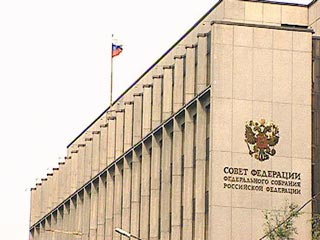 СОВЕТ ФЕДЕРАЦИИ
ФЕДЕРАЛЬНОГО СОБРАНИЯ
РОССИЙСКОЙ ФЕДЕРАЦИИ